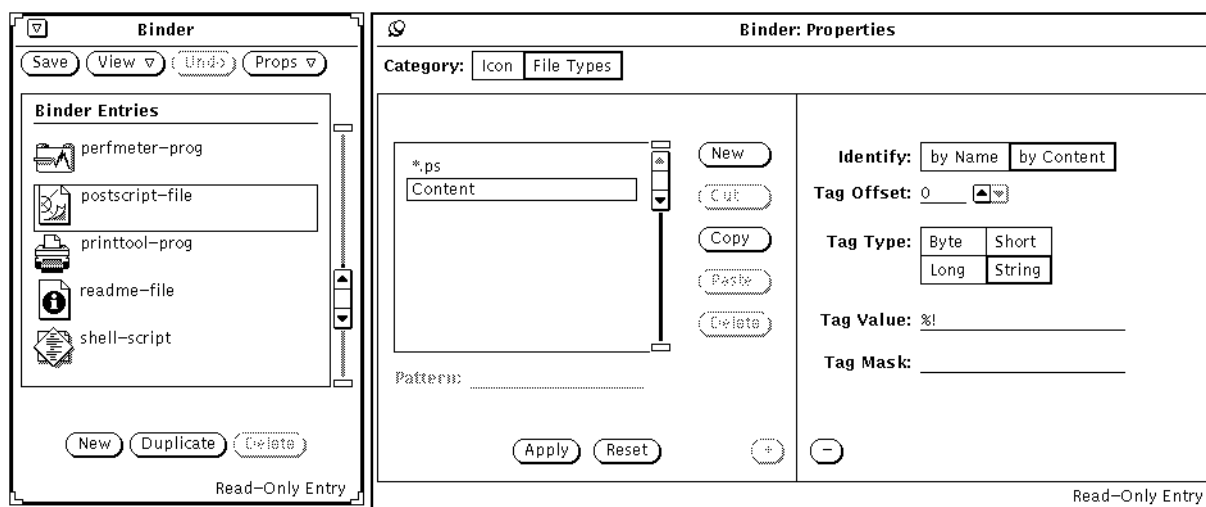 Binder
Save View Undo Props
Binder Entries
perfmeter-prog
postscript-file
printtool-prog
readme-file
shell-script
New Duplicate Delete
Read-Only Entry
Binder: Properties
Category: Icon File Types
*.ps
Content
New
Cut
Copy
Paste
Delete
Pattern:
Apply Reset +
Identify: by Name by Content
Tag Offset: 0
Tag Type: Byte Short
Long String
Tag Value: %!
Tag Mask:
-
Read-Only Entry